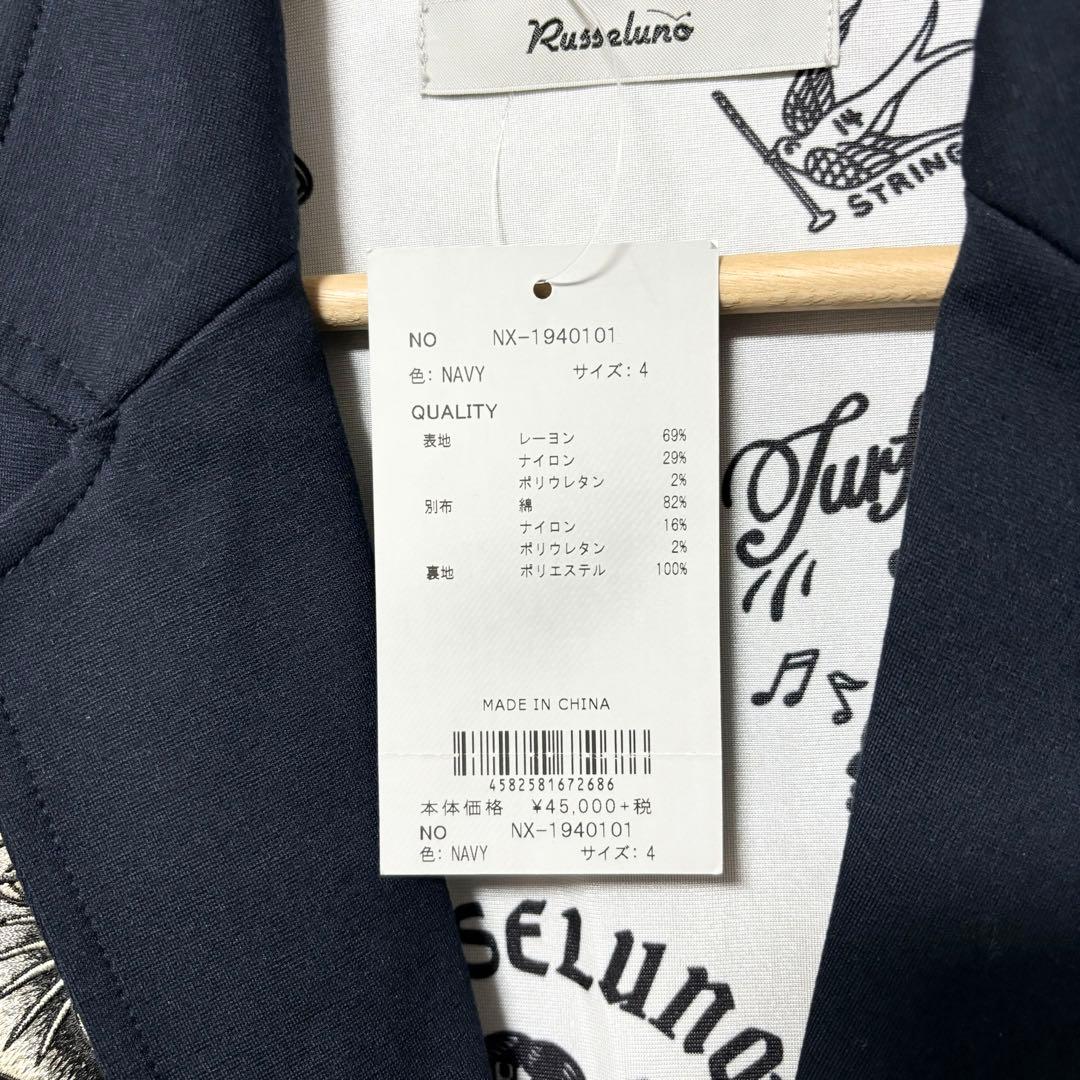 Russeluno
14
STRING
NO NX-1940101
色: NAVY サイズ: 4
QUALITY
表地 レーヨン 69%
ナイロン 29%
ポリウレタン 2%
別布 綿 82%
ナイロン 16%
ポリウレタン 2%
裏地 ポリエステル 100%
MADE IN CHINA
4582581672686
本体価格 ¥45,000+税
NO NX-1940101
色: NAVY サイズ: 4
Turf
SELUNO